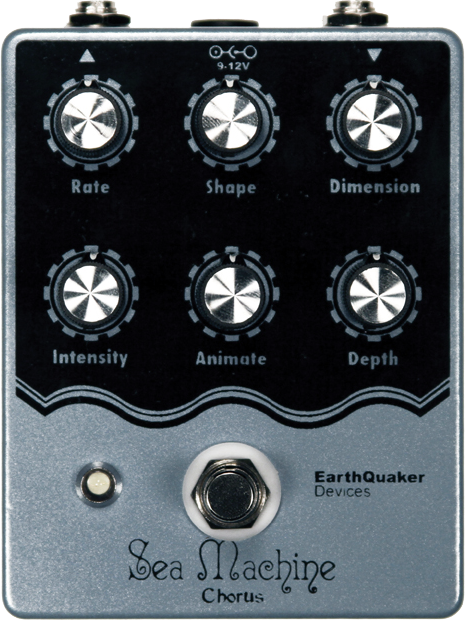 9-12V
Rate Shape Dimension
Intensity Animate Depth
EarthQuaker
Devices
Sea Machine
Chorus